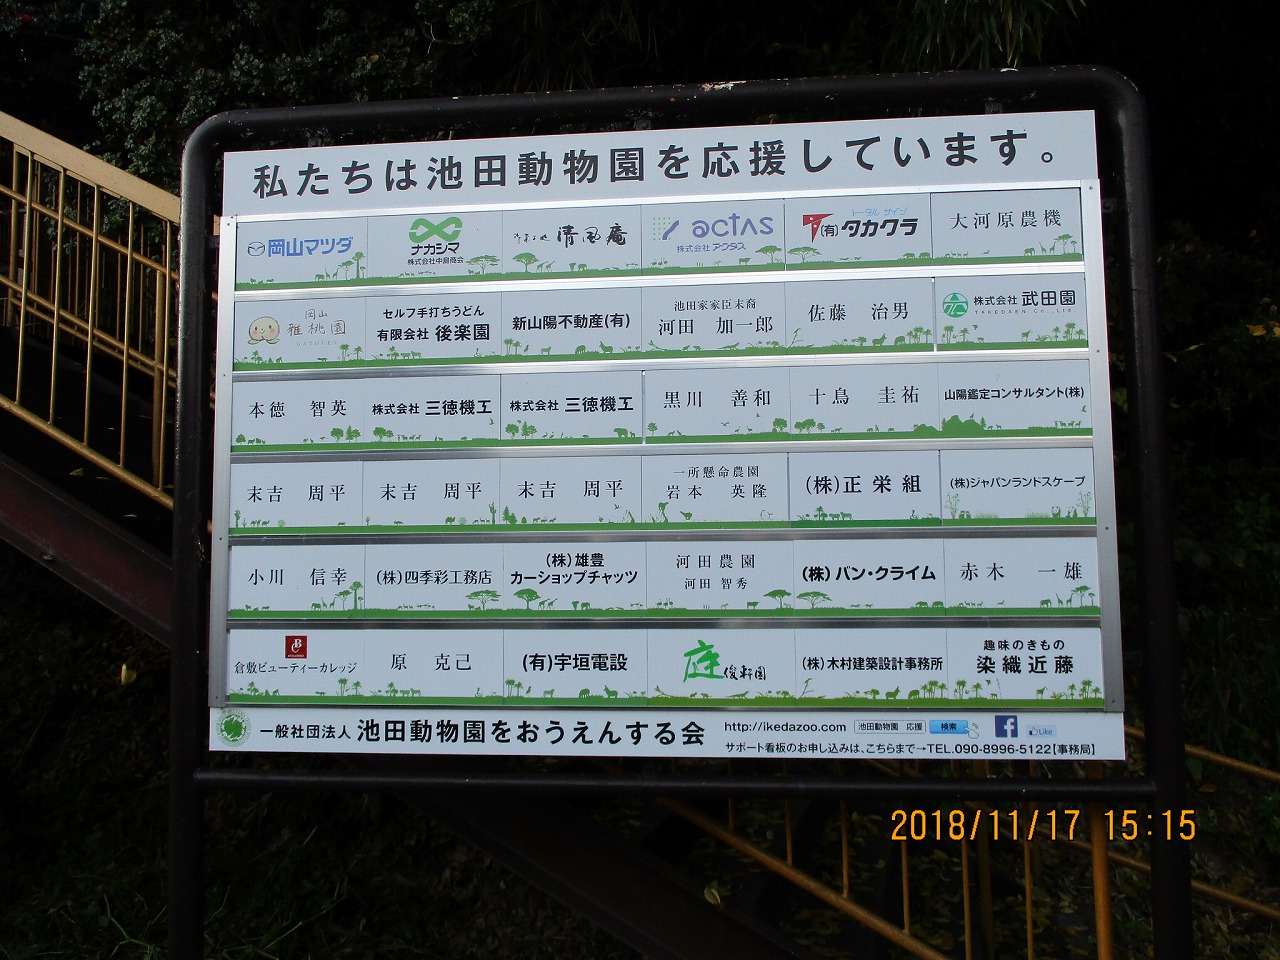 私たちは池田動物園を応援しています。
岡山マツダ
ナカシマ
株式会社中島商会
清風庵
actas
株式会社アクタス
トータル サイン
(有)タカクラ
大河原農機
岡山
雅桃園
GATOUEN
セルフ手打ちうどん
有限会社 後楽園
新山陽不動産(有)
池田家家臣末裔
河田 加一郎
佐藤 治男
株式会社 武田園
TAKEDAEN Co.,Ltd.
本徳 智英
株式会社 三徳機工
株式会社 三徳機工
黒川 善和
十鳥 圭祐
山陽鑑定コンサルタント(株)
末吉 周平
末吉 周平
末吉 周平
一所懸命農園
岩本 英隆
(株)正栄組
(株)ジャパンランドスケープ
小川 信幸
(株)四季彩工務店
(株)雄豊
カーショップチャッツ
河田農園
河田 智秀
(株)バン・クライム
赤木 一雄
倉敷ビューティーカレッジ
原 克己
(有)宇垣電設
庭 俊軒園
(株)木村建築設計事務所
趣味のきもの
染織近藤
一般社団法人 池田動物園をおうえんする会
http://ikedazoo.com 池田動物園 応援 検索 f Like
サポート看板のお申し込みは、こちらまで→TEL.090-8996-5122【事務局】
2018/11/17 15:15